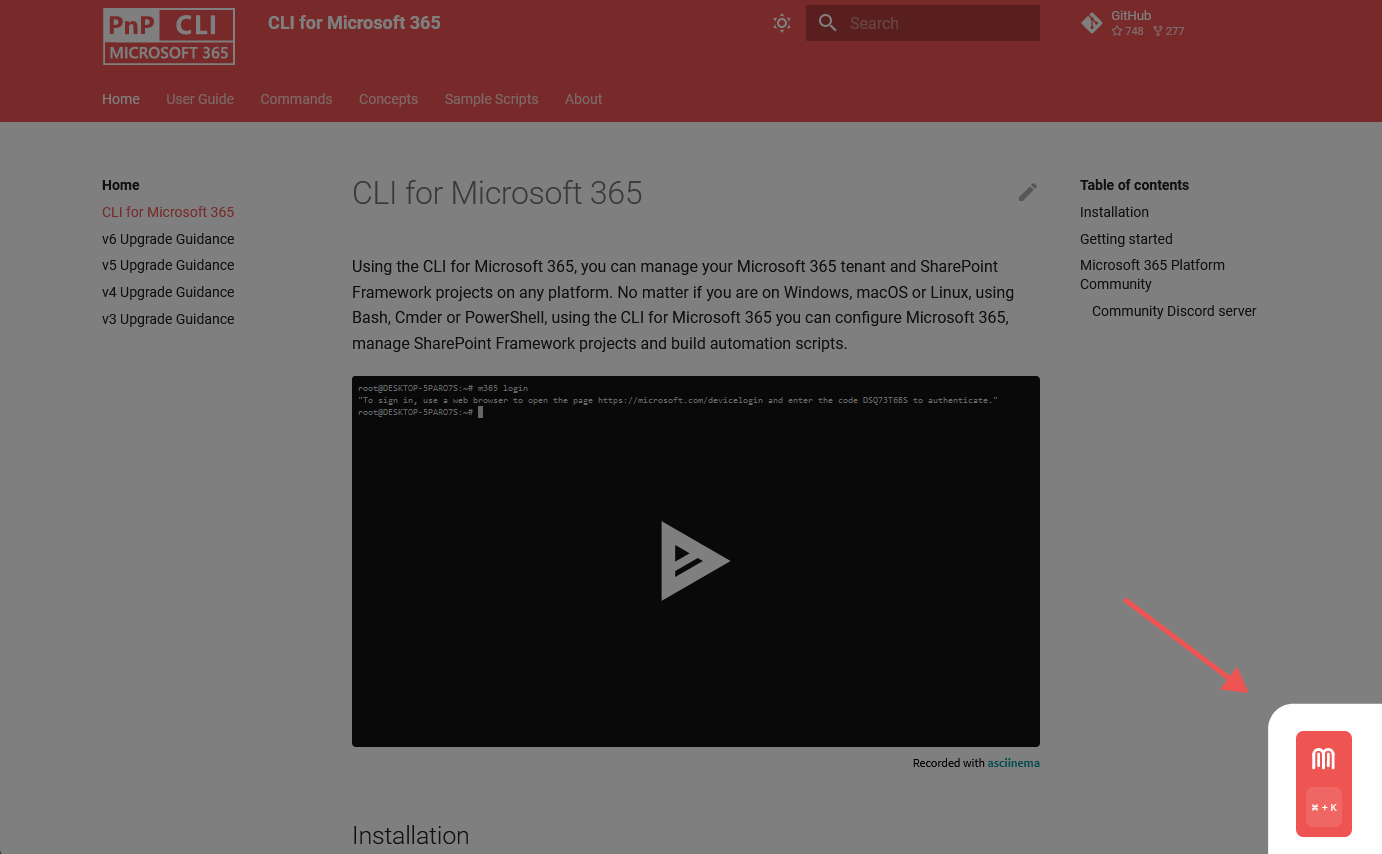 PnP CLI
MICROSOFT 365
CLI for Microsoft 365
Search
GitHub
748 277
Home User Guide Commands Concepts Sample Scripts About
Home
CLI for Microsoft 365
v6 Upgrade Guidance
v5 Upgrade Guidance
v4 Upgrade Guidance
v3 Upgrade Guidance
CLI for Microsoft 365
Using the CLI for Microsoft 365, you can manage your Microsoft 365 tenant and SharePoint
Framework projects on any platform. No matter if you are on Windows, macOS or Linux, using
Bash, Cmder or PowerShell, using the CLI for Microsoft 365 you can configure Microsoft 365,
manage SharePoint Framework projects and build automation scripts.
root@DESKTOP-5PARO7S:~# m365 login
"To sign in, use a web browser to open the page https://microsoft.com/devicelogin and enter the code DSQ73T6BS to authenticate."
root@DESKTOP-5PARO7S:~#
Recorded with asciinema
Installation
Table of contents
Installation
Getting started
Microsoft 365 Platform
Community
Community Discord server
⌘ + K